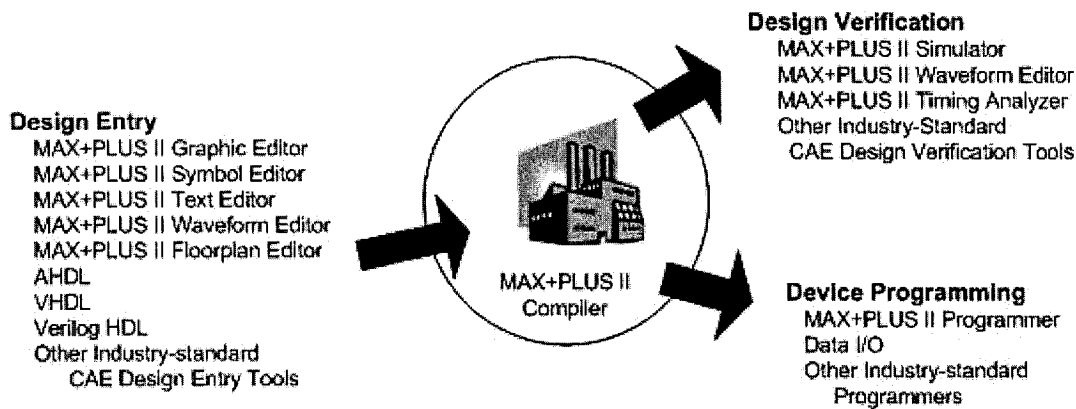 Design Entry
MAX+PLUS II Graphic Editor
MAX+PLUS II Symbol Editor
MAX+PLUS II Text Editor
MAX+PLUS II Waveform Editor
MAX+PLUS II Floorplan Editor
AHDL
VHDL
Verilog HDL
Other Industry-standard
CAE Design Entry Tools
MAX+PLUS II
Compiler
Design Verification
MAX+PLUS II Simulator
MAX+PLUS II Waveform Editor
MAX+PLUS II Timing Analyzer
Other Industry-Standard
CAE Design Verification Tools
Device Programming
MAX+PLUS II Programmer
Data I/O
Other Industry-standard
Programmers